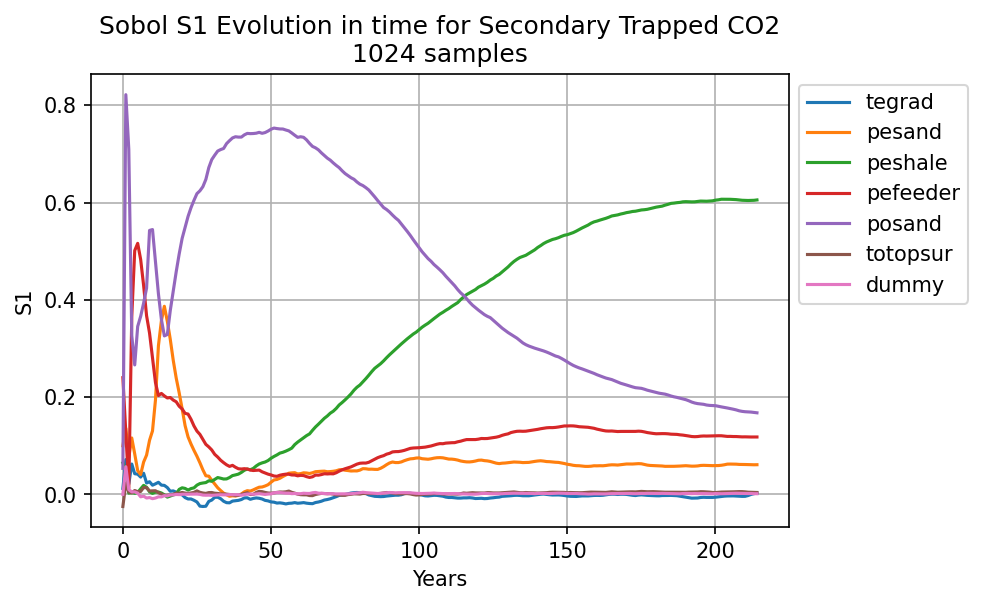 Sobol S1 Evolution in time for Secondary Trapped CO2
1024 samples
S1
0.8
0.6
0.4
0.2
0.0
0
50
100
150
200
Years
tegrad
pesand
peshale
pefeeder
posand
totopsur
dummy